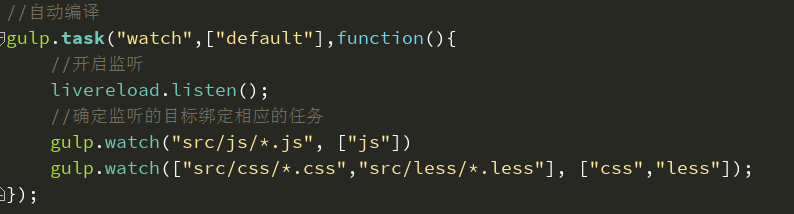 //自动编译
gulp.task("watch",["default"],function(){
//开启监听
livereload.listen();
//确定监听的目标绑定相应的任务
gulp.watch("src/js/*.js", ["js"])
gulp.watch(["src/css/*.css","src/less/*.less"], ["css","less"]);
});